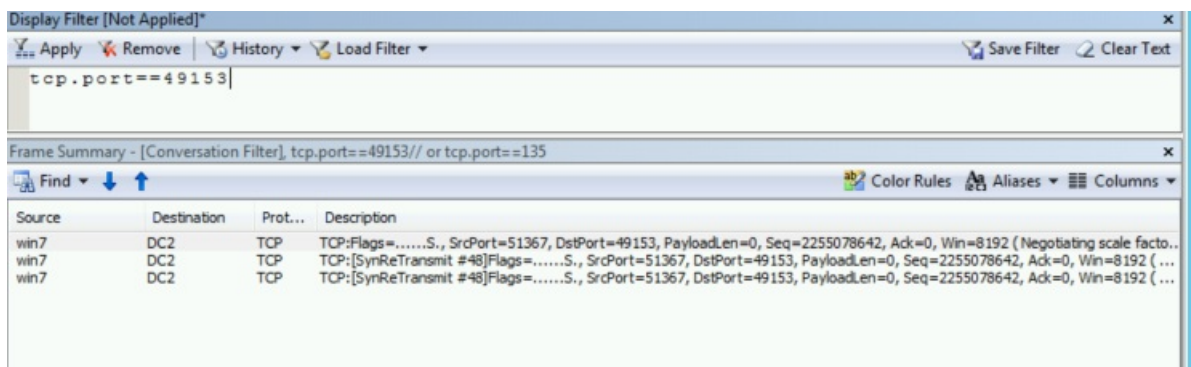 Display Filter [Not Applied]*
Apply Remove History Load Filter Save Filter Clear Text
tcp.port==49153
Frame Summary - [Conversation Filter], tcp.port==49153// or tcp.port==135
Find Color Rules Aliases Columns
Source Destination Prot... Description
win7 DC2 TCP TCP:Flags=......S., SrcPort=51367, DstPort=49153, PayloadLen=0, Seq=2255078642, Ack=0, Win=8192 ( Negotiating scale facto...
win7 DC2 TCP TCP:[SynReTransmit #48]Flags=......S., SrcPort=51367, DstPort=49153, PayloadLen=0, Seq=2255078642, Ack=0, Win=8192 ( ...
win7 DC2 TCP TCP:[SynReTransmit #48]Flags=......S., SrcPort=51367, DstPort=49153, PayloadLen=0, Seq=2255078642, Ack=0, Win=8192 ( ...